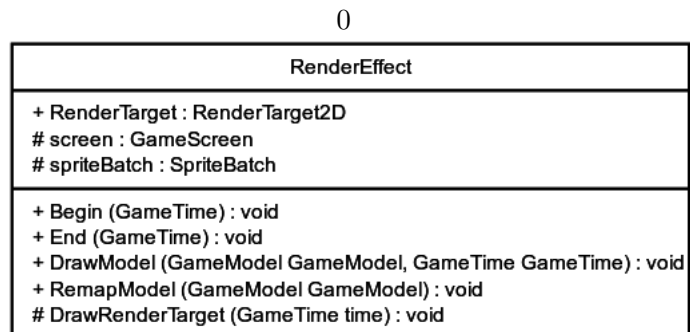 0
RenderEffect
+ RenderTarget : RenderTarget2D
# screen : GameScreen
# spriteBatch : SpriteBatch
+ Begin (GameTime) : void
+ End (GameTime) : void
+ DrawModel (GameModel GameModel, GameTime GameTime) : void
+ RemapModel (GameModel GameModel) : void
# DrawRenderTarget (GameTime time) : void